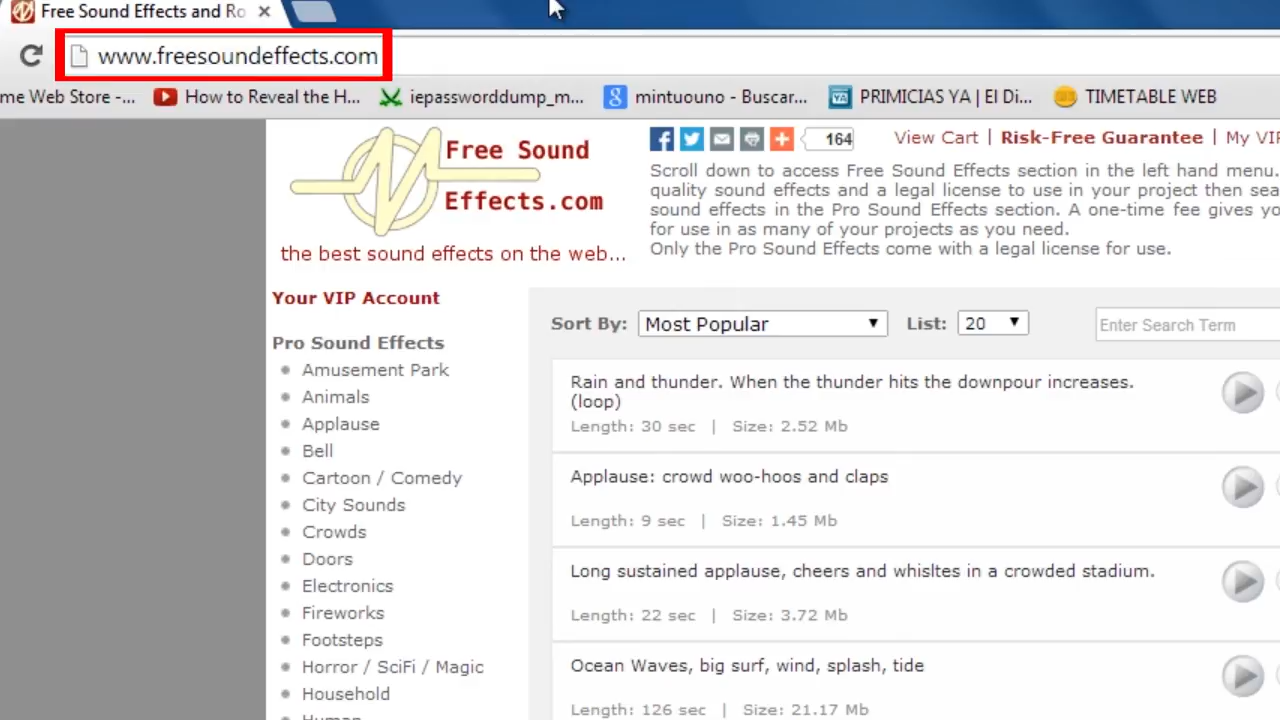 Free Sound Effects and Ro
www.freesoundeffects.com
me Web Store -...
How to Reveal the H...
iepassworddump_m...
mintuouno - Buscar...
PRIMICIAS YA | El Di...
TIMETABLE WEB
Free Sound
Effects.com
the best sound effects on the web...
164
View Cart | Risk-Free Guarantee | My VI
Scroll down to access Free Sound Effects section in the left hand menu.
quality sound effects and a legal license to use in your project then sea
sound effects in the Pro Sound Effects section. A one-time fee gives yo
for use in as many of your projects as you need.
Only the Pro Sound Effects come with a legal license for use.
Your VIP Account
Pro Sound Effects
Amusement Park
Animals
Applause
Bell
Cartoon / Comedy
City Sounds
Crowds
Doors
Electronics
Fireworks
Footsteps
Horror / SciFi / Magic
Household
Human
Sort By: Most Popular List: 20 Enter Search Term
Rain and thunder. When the thunder hits the downpour increases.
(loop)
Length: 30 sec | Size: 2.52 Mb
Applause: crowd woo-hoos and claps
Length: 9 sec | Size: 1.45 Mb
Long sustained applause, cheers and whisltes in a crowded stadium.
Length: 22 sec | Size: 3.72 Mb
Ocean Waves, big surf, wind, splash, tide
Length: 126 sec | Size: 21.17 Mb